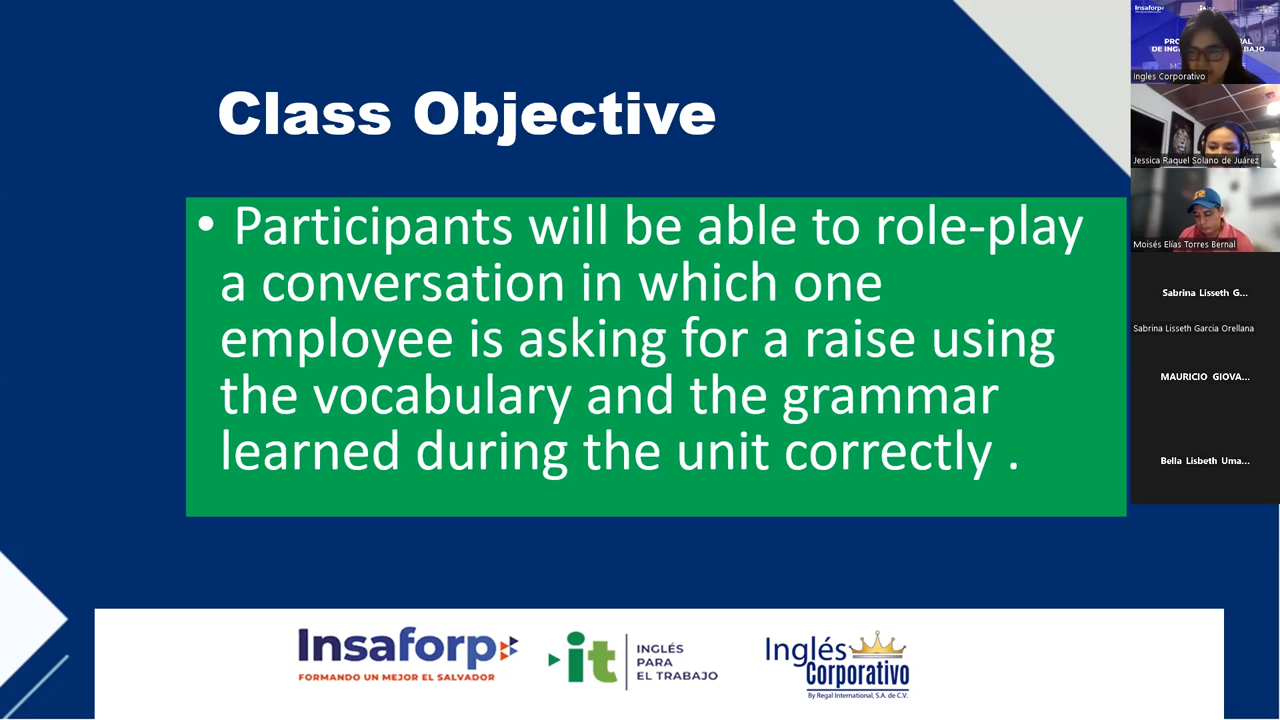 Class Objective
• Participants will be able to role-play
a conversation in which one
employee is asking for a raise using
the vocabulary and the grammar
learned during the unit correctly .
Insaforp
FORMANDO UN MEJOR EL SALVADOR
it
INGLÉS
PARA
EL TRABAJO
Inglés
Corporativo
By Regal International, S.A. de C.V.
Insaforp
Ingles Corporativo
Jessica Raquel Solano de Juárez
Moisés Elías Torres Bernal
Sabrina Lisseth G...
Sabrina Lisseth Garcia Orellana
MAURICIO GIOVA...
Bella Lisbeth Uma...